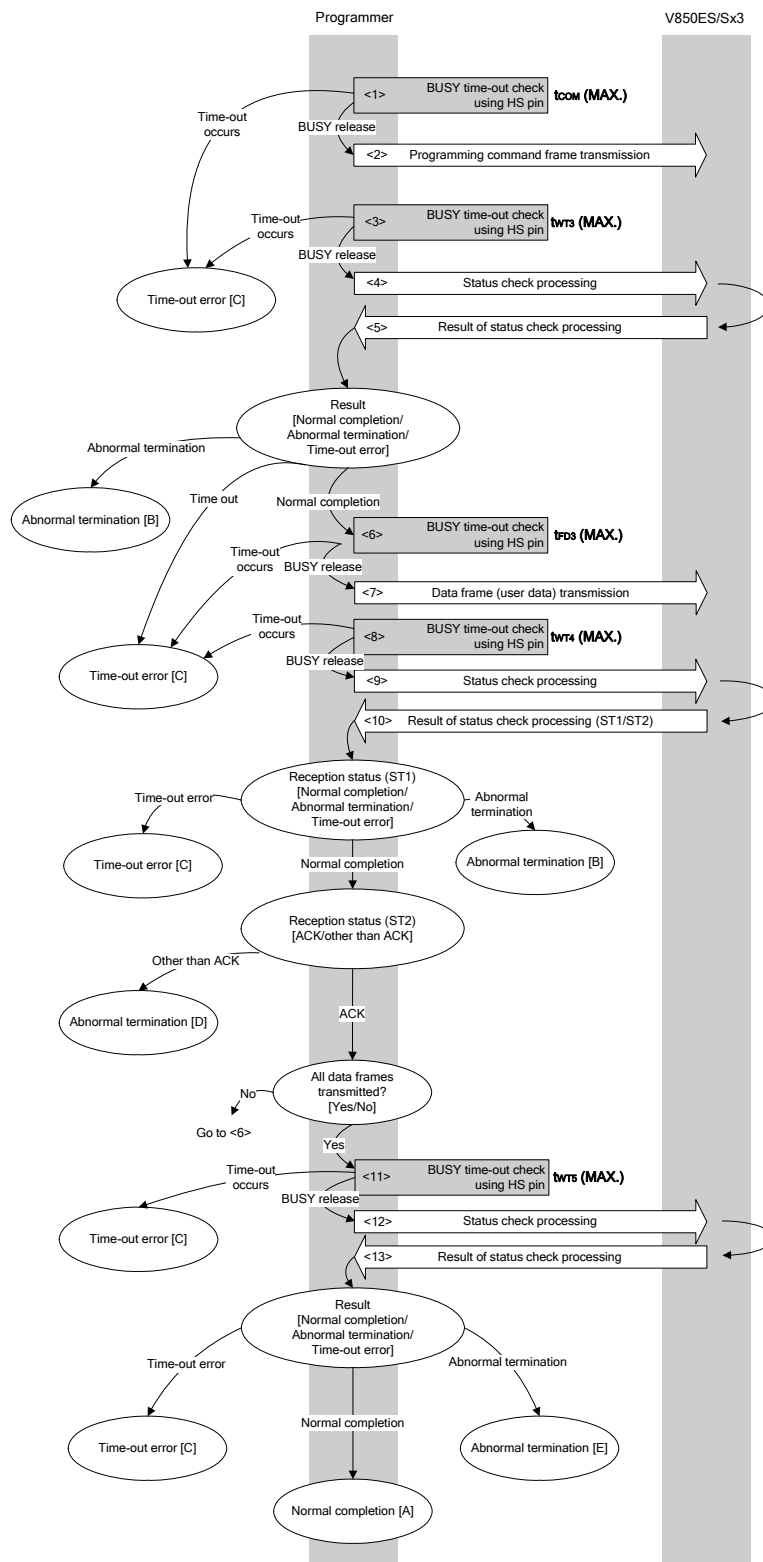 Programmer
V850ES/Sx3
<1>
BUSY time-out check
using HS pin
tCOM (MAX.)
Time-out
occurs
BUSY release
<2> Programming command frame transmission
<3>
BUSY time-out check
using HS pin
tWT3 (MAX.)
Time-out
occurs
BUSY release
<4> Status check processing
Time-out error [C]
<5> Result of status check processing
Result
[Normal completion/
Abnormal termination/
Time-out error]
Abnormal termination
Abnormal termination [B]
Time out
Normal completion
<6>
BUSY time-out check
using HS pin
tFD3 (MAX.)
Time-out
occurs
BUSY release
<7> Data frame (user data) transmission
<8>
BUSY time-out check
using HS pin
tWT4 (MAX.)
Time-out
occurs
BUSY release
Time-out error [C]
<9> Status check processing
<10> Result of status check processing (ST1/ST2)
Reception status (ST1)
[Normal completion/
Abnormal termination/
Time-out error]
Time-out error
Abnormal
termination
Time-out error [C]
Abnormal termination [B]
Normal completion
Reception status (ST2)
[ACK/other than ACK]
Other than ACK
Abnormal termination [D]
ACK
All data frames
transmitted?
[Yes/No]
No
Go to <6>
Yes
<11>
BUSY time-out check
using HS pin
tWT5 (MAX.)
Time-out
occurs
BUSY release
<12> Status check processing
Time-out error [C]
<13> Result of status check processing
Result
[Normal completion/
Abnormal termination/
Time-out error]
Time-out error
Abnormal termination
Time-out error [C]
Normal completion
Abnormal termination [E]
Normal completion [A]